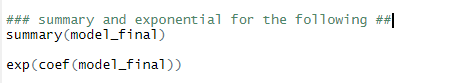 ### summary and exponential for the following ##
summary(model_final)
exp(coef(model_final))